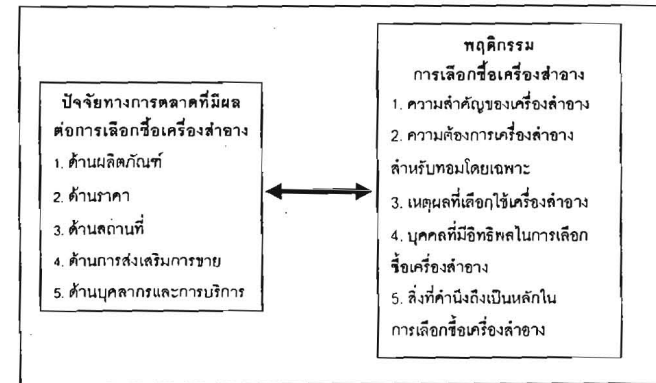 ปัจจัยทางการตลาดที่มีผล
ต่อการเลือกซื้อเครื่องสำอาง
1. ด้านผลิตภัณฑ์
2. ด้านราคา
3. ด้านสถานที่
4. ด้านการส่งเสริมการขาย
5. ด้านบุคลากรและการบริการ
พฤติกรรม
การเลือกซื้อเครื่องสำอาง
1. ความสำคัญของเครื่องสำอาง
2. ความต้องการเครื่องสำอาง
สำหรับทอมโดยเฉพาะ
3. เหตุผลที่เลือกใช้เครื่องสำอาง
4. บุคคลที่มีอิทธิพลในการเลือก
ซื้อเครื่องสำอาง
5. สิ่งที่คำนึงถึงเป็นหลักใน
การเลือกซื้อเครื่องสำอาง